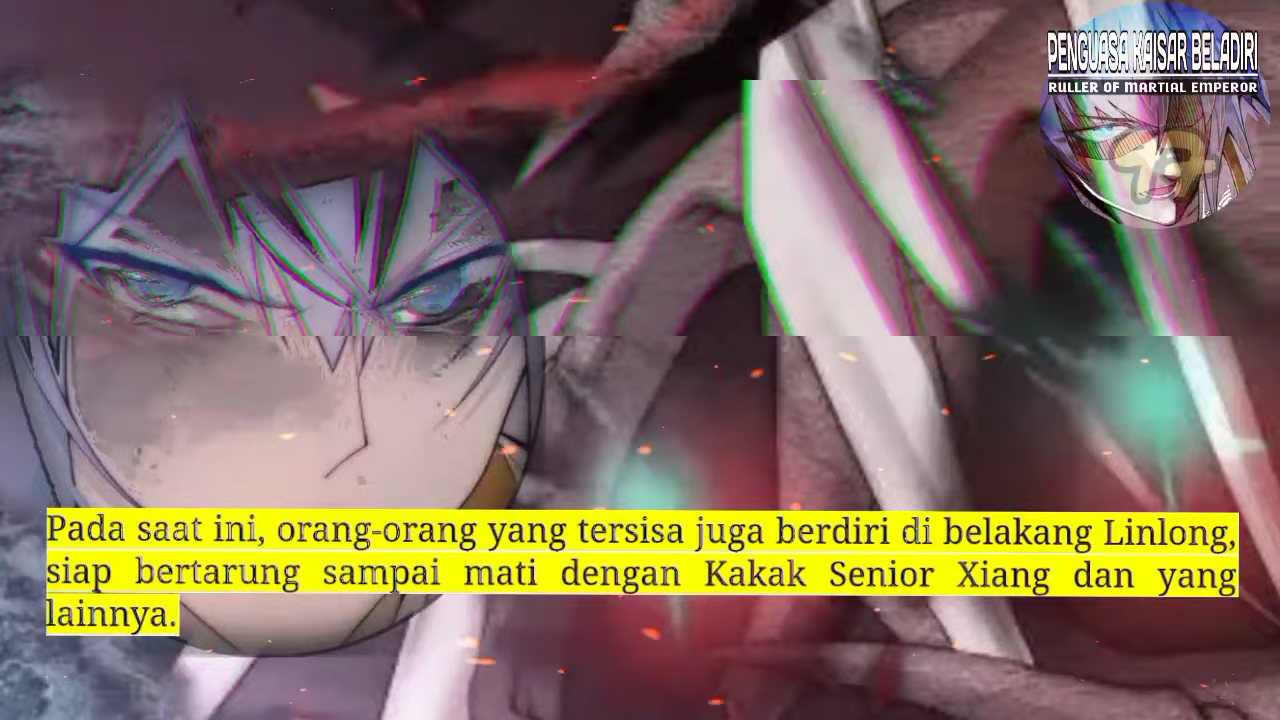 PENGUASA KAISAR BELADIRI
RULLER OF MARTIAL EMPEROR
Pada saat ini, orang-orang yang tersisa juga berdiri di belakang Linlong,
siap bertarung sampai mati dengan Kakak Senior Xiang dan yang
lainnya.